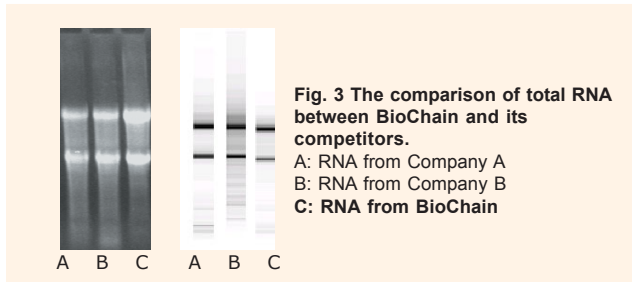 Fig. 3 The comparison of total RNA
between BioChain and its
competitors.
A: RNA from Company A
B: RNA from Company B
C: RNA from BioChain
A B C
A B C